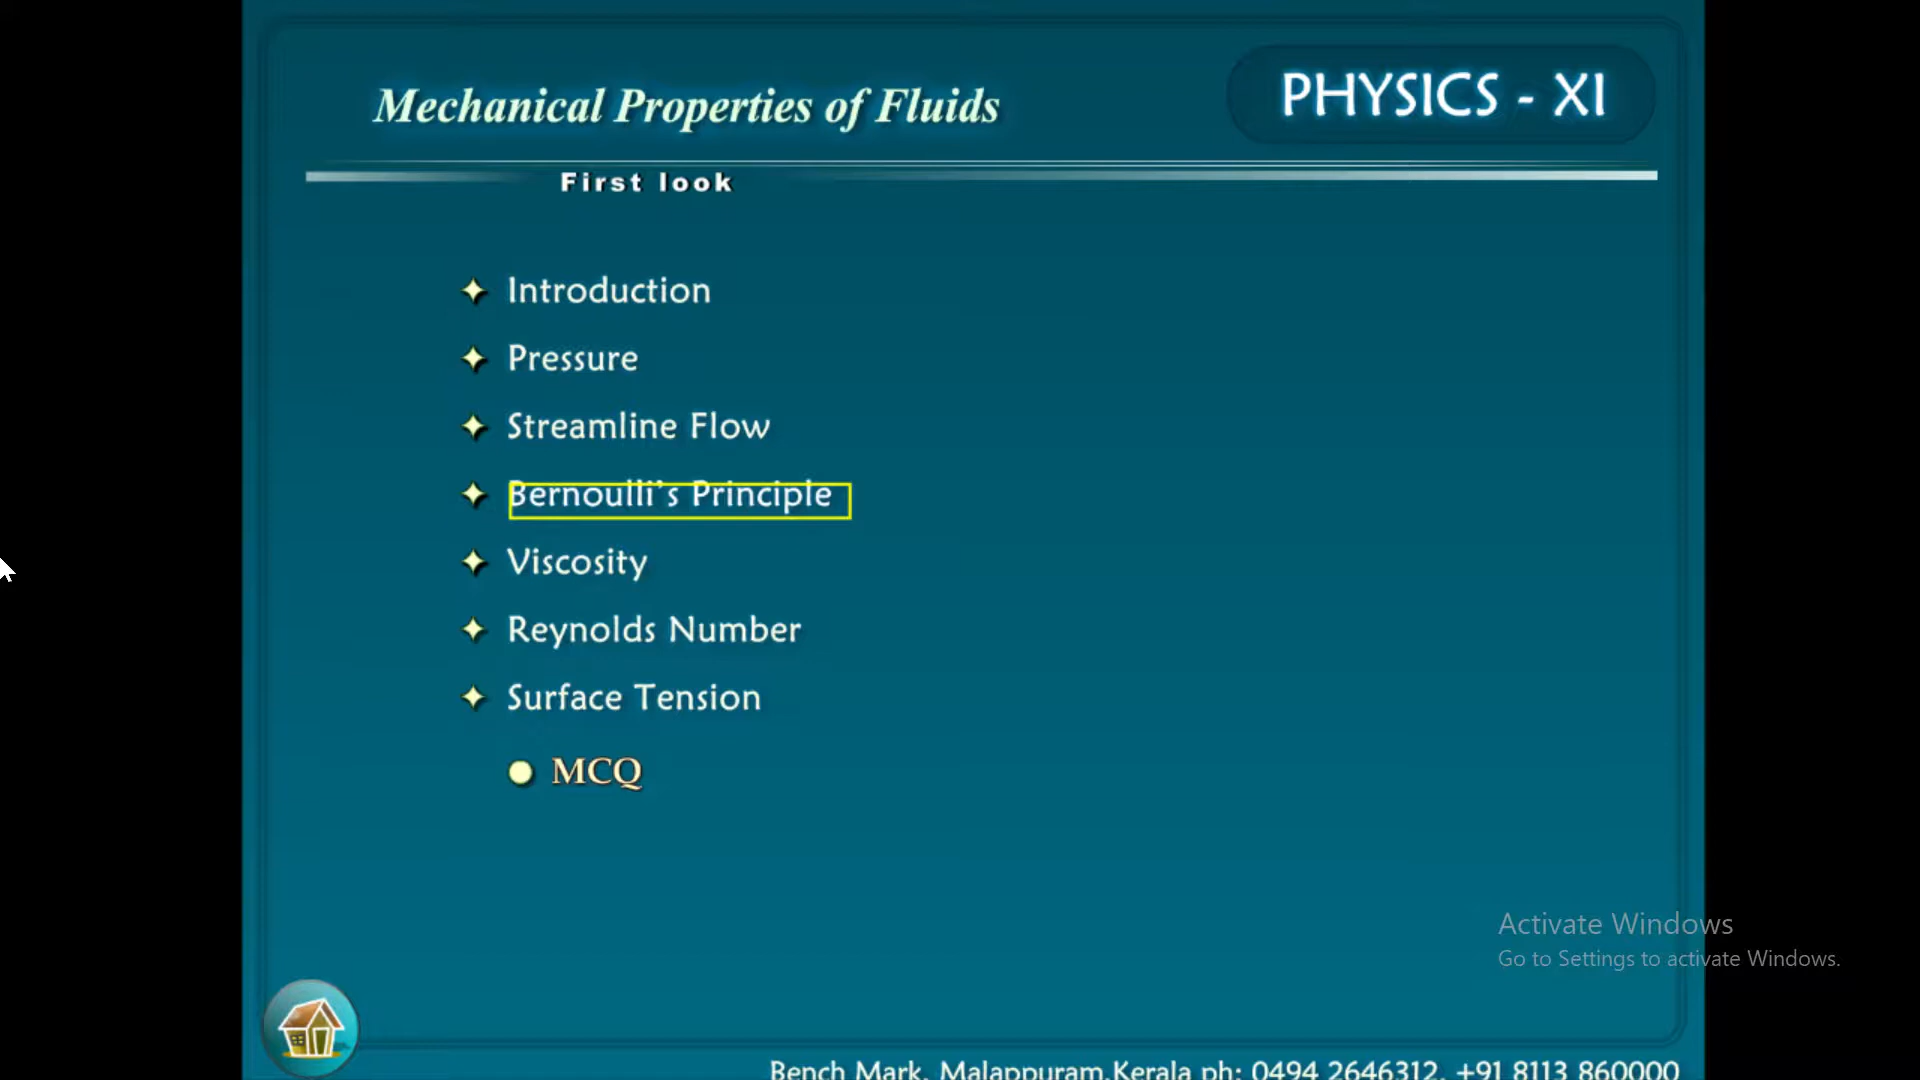 Mechanical Properties of Fluids
PHYSICS - XI
First look
Introduction
Pressure
Streamline Flow
Bernoulli's Principle
Viscosity
Reynolds Number
Surface Tension
MCQ
Activate Windows
Go to Settings to activate Windows.
Bench Mark, Malappuram,Kerala ph: 0494 2646312, +91 8113 860000